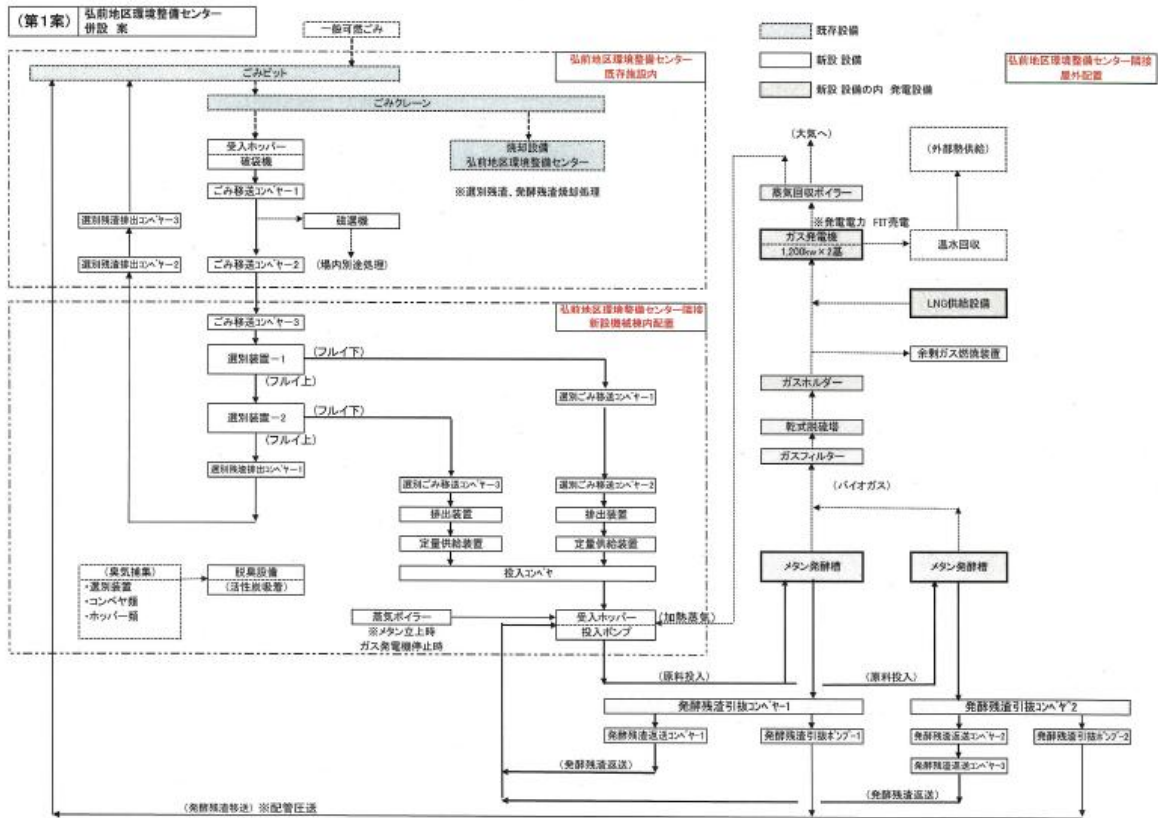 (第1案)
弘前地区環境整備センター
併設 案
一般可燃ごみ
既存設備
新設 設備
新設 設備の内 発電設備
弘前地区環境整備センター隣接
屋外配置
弘前地区環境整備センター
既存施設内
ごみピット
ごみクレーン
受入ホッパー
破袋機
焼却設備
弘前地区環境整備センター
※選別残渣、発酵残渣焼却処理
ごみ移送コンベヤー1
選別残渣排出コンベヤー3
磁選機
選別残渣排出コンベヤー2
ごみ移送コンベヤー2
(場内別途処理)
(大気へ)
(外部熱供給)
蒸気回収ボイラー
※発電電力 FIT売電
ガス発電機
1,200kw×2基
温水回収
LNG供給設備
余剰ガス燃焼装置
ガスホルダー
乾式脱硫塔
ガスフィルター
(バイオガス)
メタン発酵槽
メタン発酵槽
弘前地区環境整備センター隣接
新設機械棟内配置
ごみ移送コンベヤー3
選別装置-1
(フルイ下)
(フルイ上)
選別ごみ移送コンベヤー1
選別装置-2
(フルイ下)
(フルイ上)
選別残渣排出コンベヤー1
選別ごみ移送コンベヤー3
選別ごみ移送コンベヤー2
排出装置
排出装置
定量供給装置
定量供給装置
投入コンベヤ
(臭気捕集)
・選別装置
・コンベヤ類
・ホッパー類
脱臭設備
(活性炭吸着)
蒸気ボイラー
※メタン立上時
ガス発電機停止時
受入ホッパー
投入ポンプ
(加熱蒸気)
(原料投入)
(原料投入)
発酵残渣引抜コンベヤー1
発酵残渣引抜コンベヤ2
発酵残渣返送コンベヤー1
発酵残渣引抜ポンプ-1
発酵残渣返送コンベヤー2
発酵残渣引抜ポンプ-2
発酵残渣返送コンベヤー3
(発酵残渣返送)
(発酵残渣返送)
(発酵残渣移送) ※配管圧送